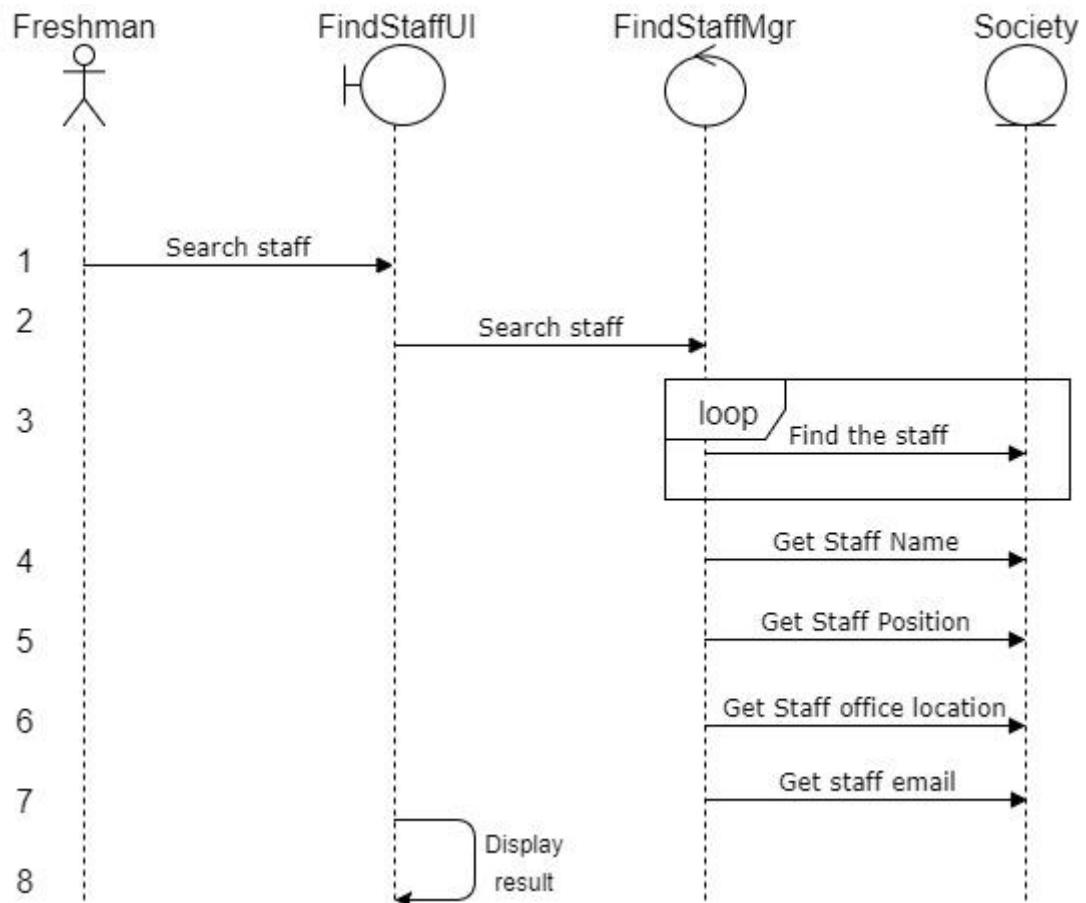 Freshman
FindStaffUI
FindStaffMgr
Society
1
Search staff
2
Search staff
3
loop
Find the staff
4
Get Staff Name
5
Get Staff Position
6
Get Staff office location
7
Get staff email
8
Display
result